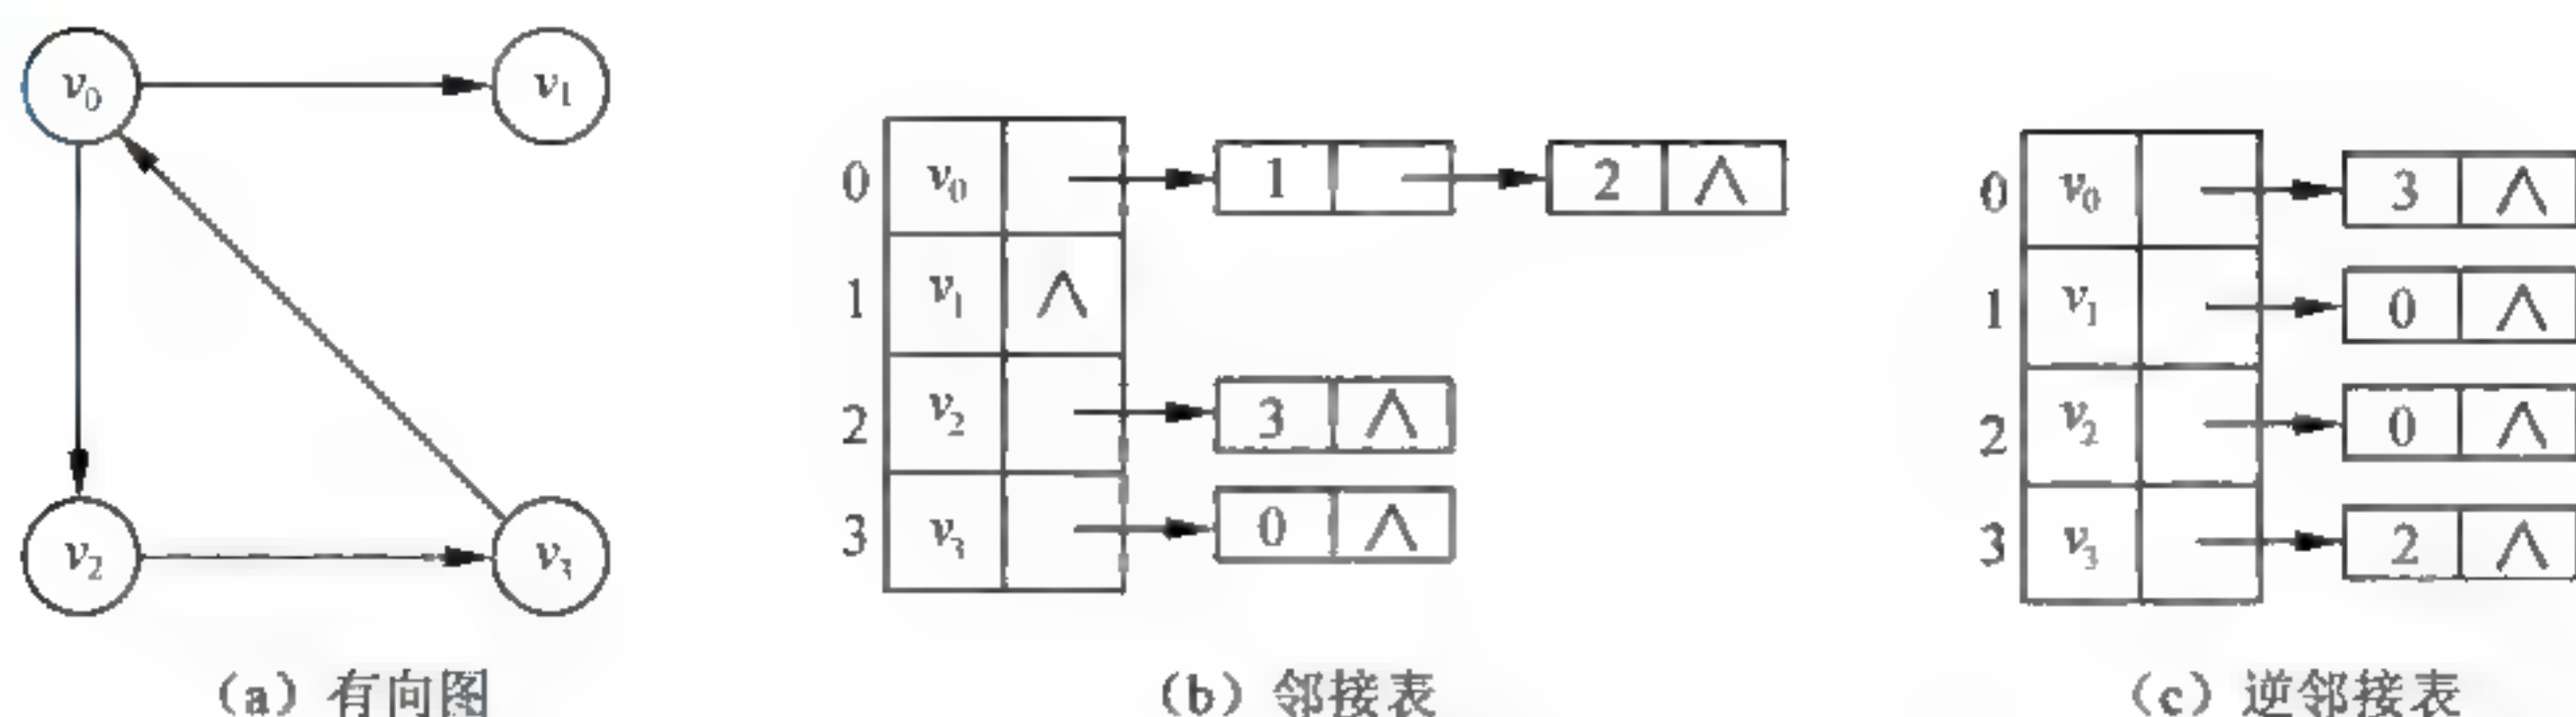 v₀ v₁
v₂ v₃
(a) 有向图
0 v₀ 1 2 ∧
1 v₁ ∧
2 v₂ 3 ∧
3 v₃ 0 ∧
(b) 邻接表
0 v₀ 3 ∧
1 v₁ 0 ∧
2 v₂ 0 ∧
3 v₃ 2 ∧
(c) 逆邻接表